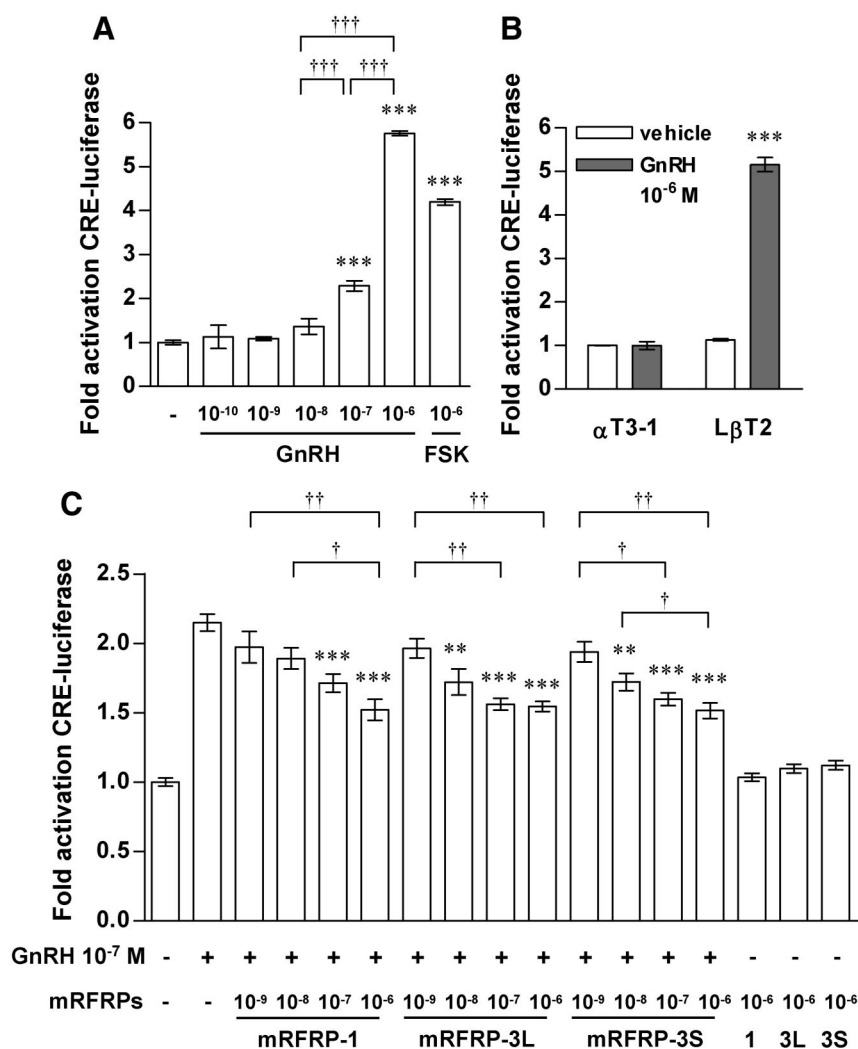 A
†††
††† †††
***
***
***
Fold activation CRE-luciferase
6
5
4
3
2
1
0
- 10⁻¹⁰ 10⁻⁹ 10⁻⁸ 10⁻⁷ 10⁻⁶ 10⁻⁶
GnRH FSK
B
vehicle
GnRH
10⁻⁶ M
***
Fold activation CRE-luciferase
6
5
4
3
2
1
0
αT3-1 LβT2
C
†† †† ††
† †† †
†
*** *** ** *** *** ** *** ***
Fold activation CRE-luciferase
2.5
2.0
1.5
1.0
0.5
0.0
GnRH 10⁻⁷ M - + + + + + + + + + + + + + - - -
mRFRPs - - 10⁻⁹ 10⁻⁸ 10⁻⁷ 10⁻⁶ 10⁻⁹ 10⁻⁸ 10⁻⁷ 10⁻⁶ 10⁻⁹ 10⁻⁸ 10⁻⁷ 10⁻⁶ 10⁻⁶ 10⁻⁶ 10⁻⁶
mRFRP-1 mRFRP-3L mRFRP-3S 1 3L 3S